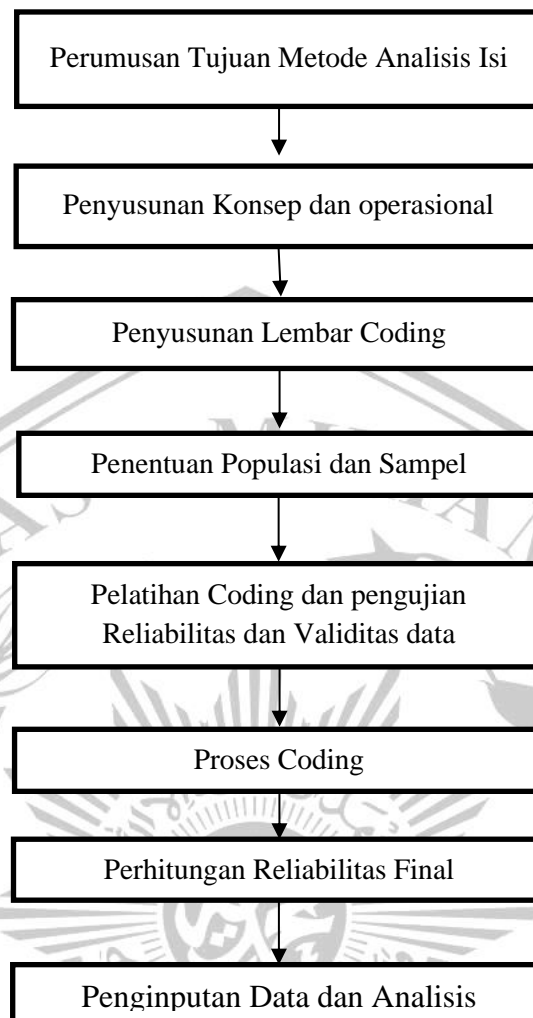 Perumusan Tujuan Metode Analisis Isi
Penyusunan Konsep dan operasional
Penyusunan Lembar Coding
Penentuan Populasi dan Sampel
Pelatihan Coding dan pengujian
Reliabilitas dan Validitas data
Proses Coding
Perhitungan Reliabilitas Final
Penginputan Data dan Analisis